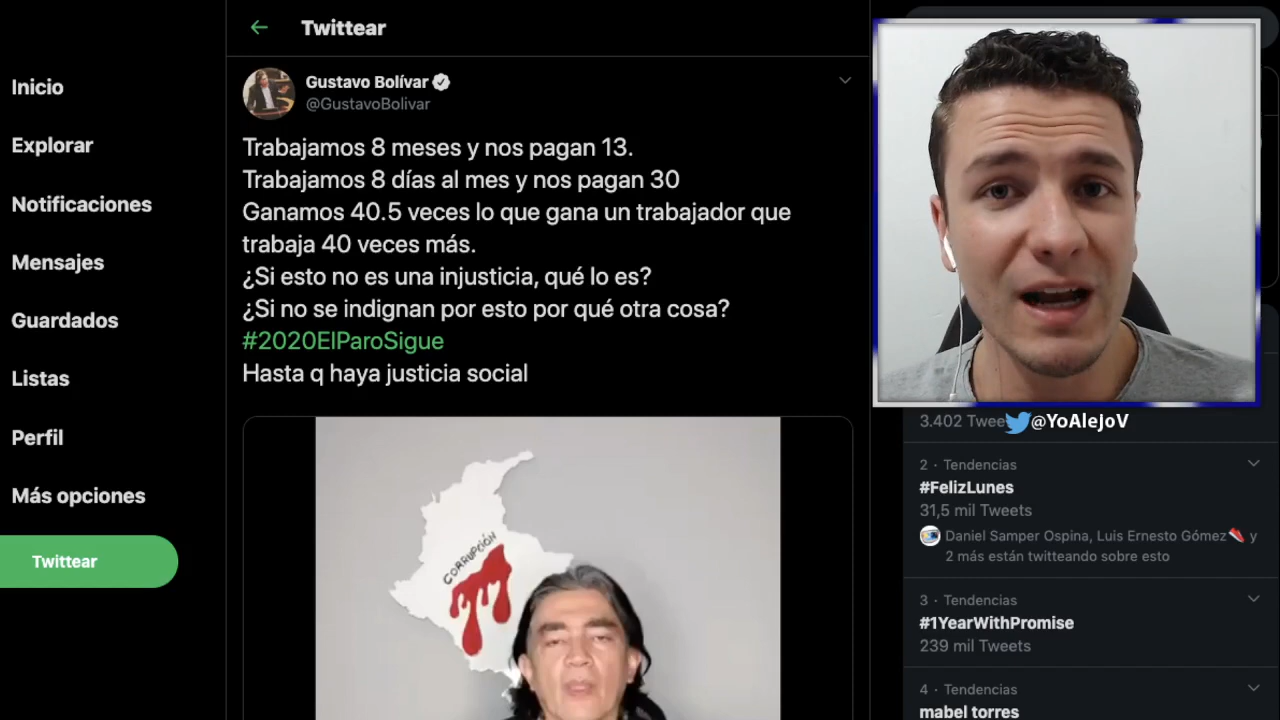 Twittear
Inicio
Explorar
Notificaciones
Mensajes
Guardados
Listas
Perfil
Más opciones
Twittear
Gustavo Bolívar
@GustavoBolivar
Trabajamos 8 meses y nos pagan 13.
Trabajamos 8 días al mes y nos pagan 30
Ganamos 40.5 veces lo que gana un trabajador que
trabaja 40 veces más.
¿Si esto no es una injusticia, qué lo es?
¿Si no se indignan por esto por qué otra cosa?
#2020ElParoSigue
Hasta q haya justicia social
CORRUPCIÓN
3.402 Twee
@YoAlejoV
2 · Tendencias
#FelizLunes
31,5 mil Tweets
Daniel Samper Ospina, Luis Ernesto Gómez y
2 más están twitteando sobre esto
3 · Tendencias
#1YearWithPromise
239 mil Tweets
4 · Tendencias
mabel torres